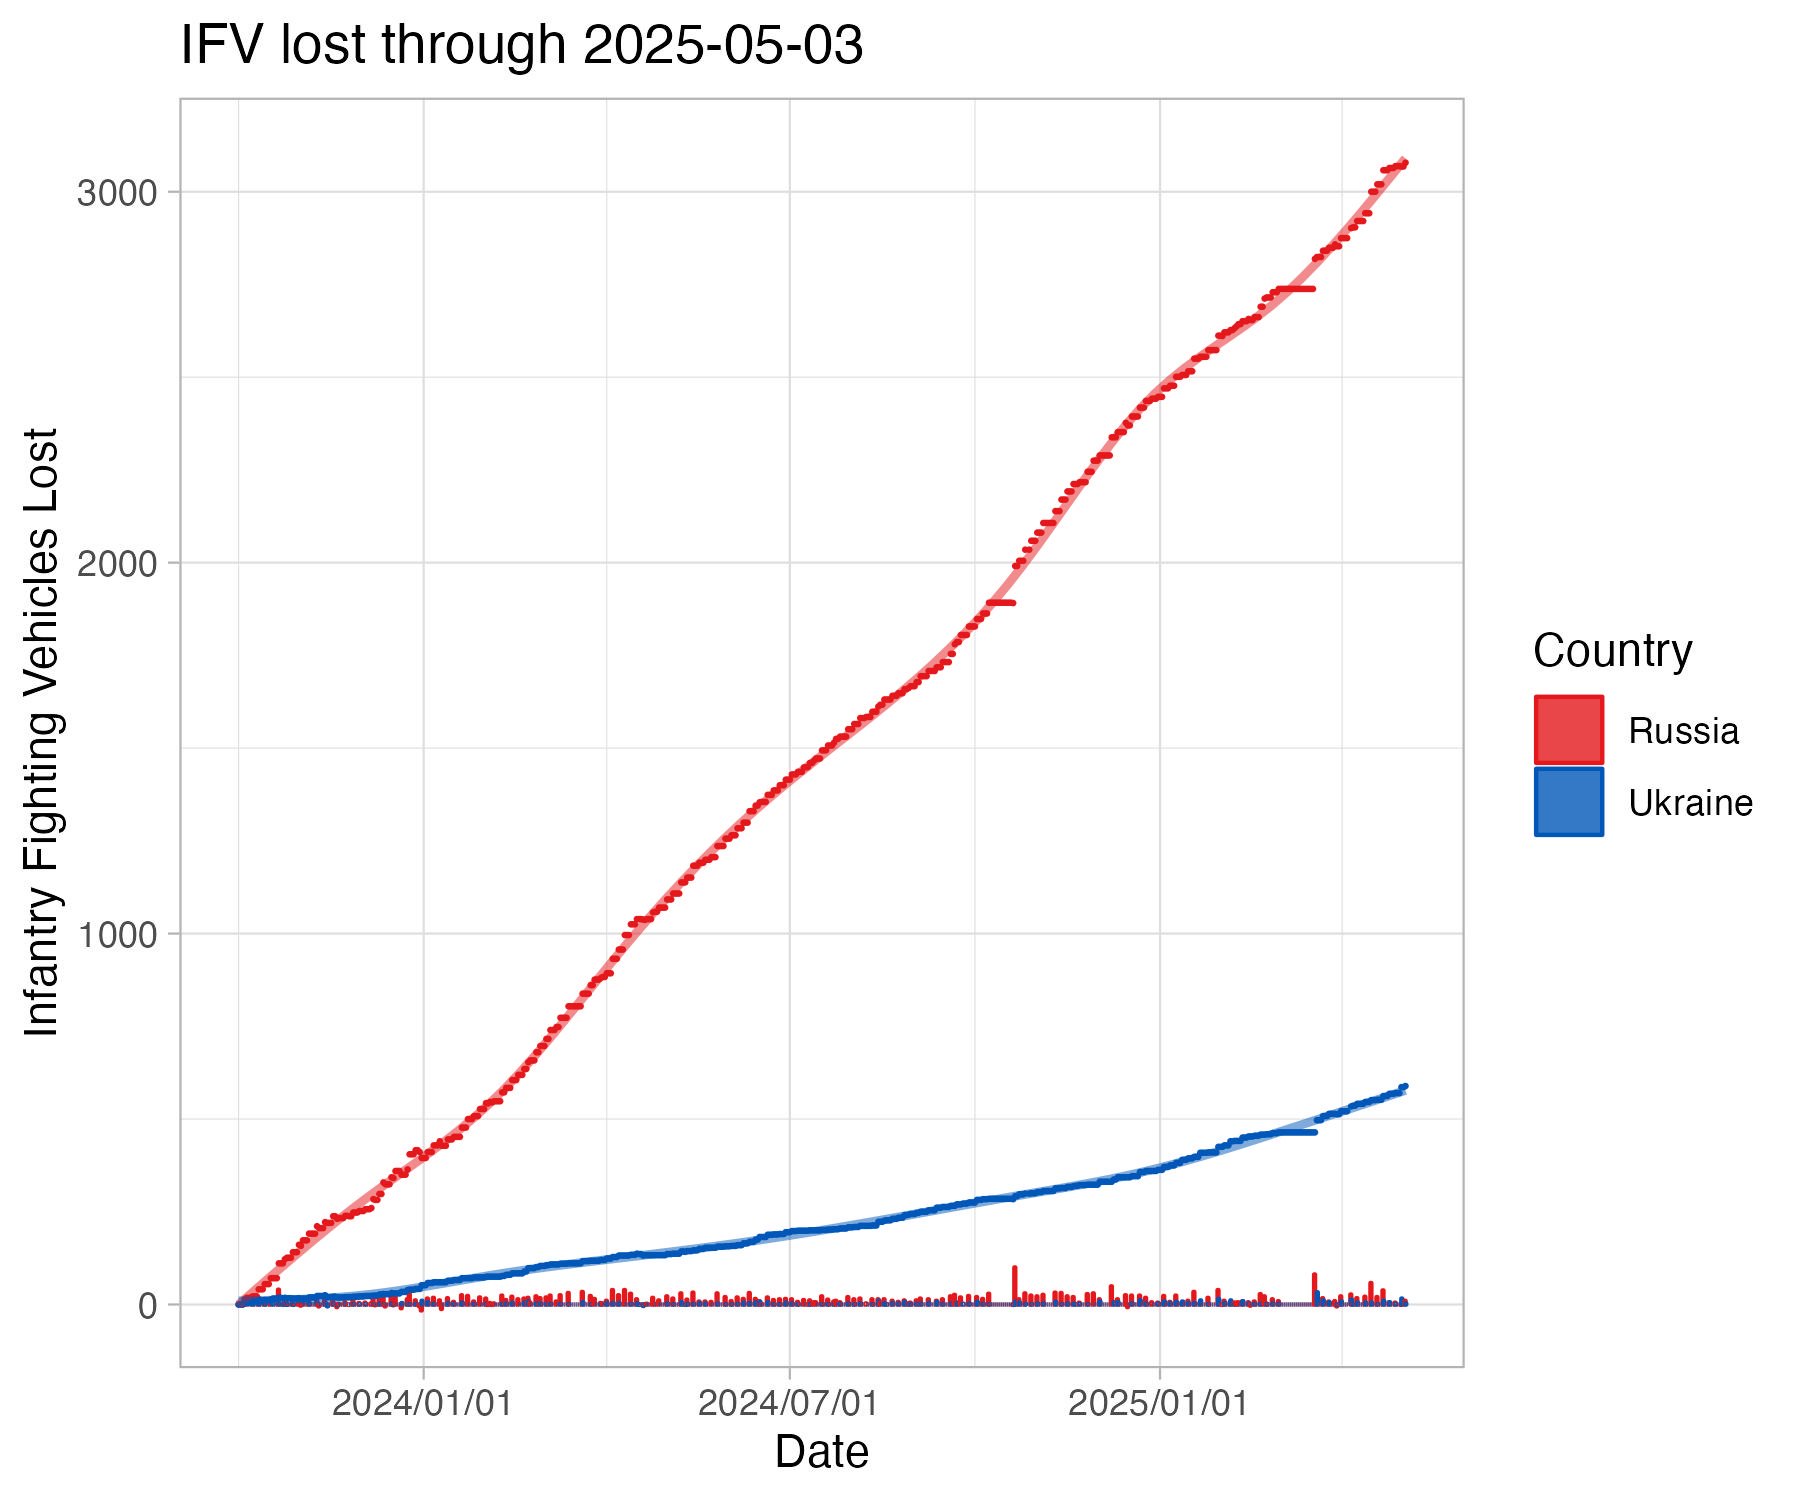 IFV lost through 2025-05-03
Infantry Fighting Vehicles Lost
3000
2000
1000
0
2024/01/01
2024/07/01
2025/01/01
Date
Country
Russia
Ukraine